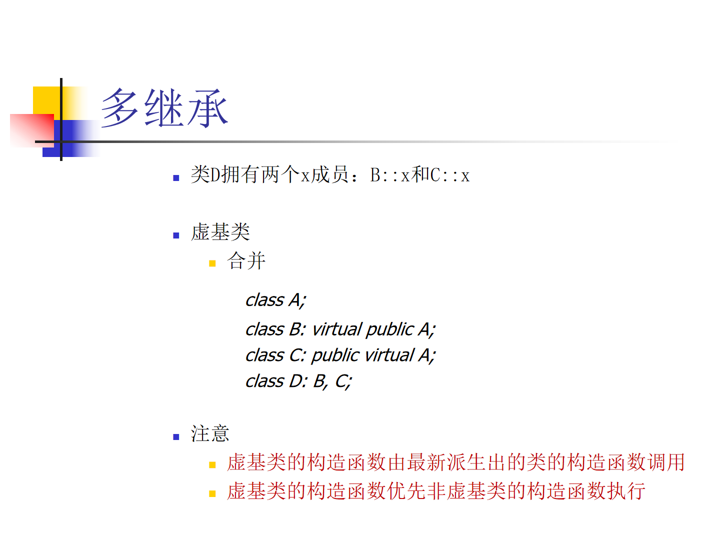 多继承
类D拥有两个x成员：B::x和C::x
虚基类
合并
class A;
class B: virtual public A;
class C: public virtual A;
class D: B, C;
注意
虚基类的构造函数由最新派生出的类的构造函数调用
虚基类的构造函数优先非虚基类的构造函数执行